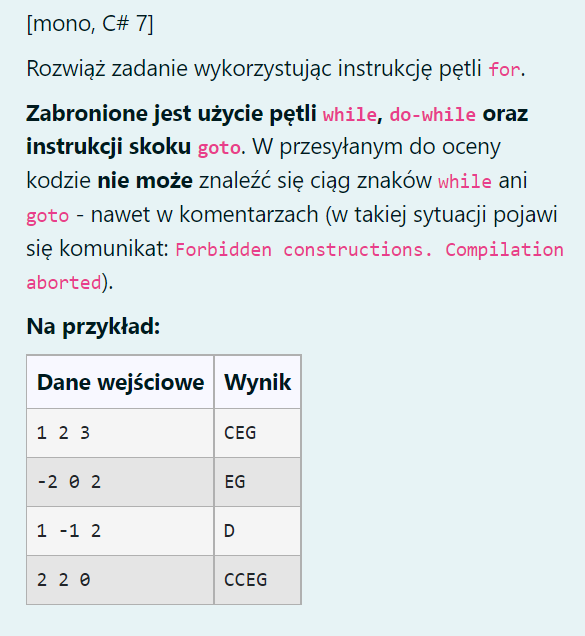 [mono, C# 7]
Rozwiąż zadanie wykorzystując instrukcję pętli for.
Zabronione jest użycie pętli while, do-while oraz
instrukcji skoku goto. W przesyłanym do oceny
kodzie nie może znaleźć się ciąg znaków while ani
goto - nawet w komentarzach (w takiej sytuacji pojawi
się komunikat: Forbidden constructions. Compilation
aborted).
Na przykład:
Dane wejściowe Wynik
1 2 3 CEG
-2 0 2 EG
1 -1 2 D
2 2 0 CCEG